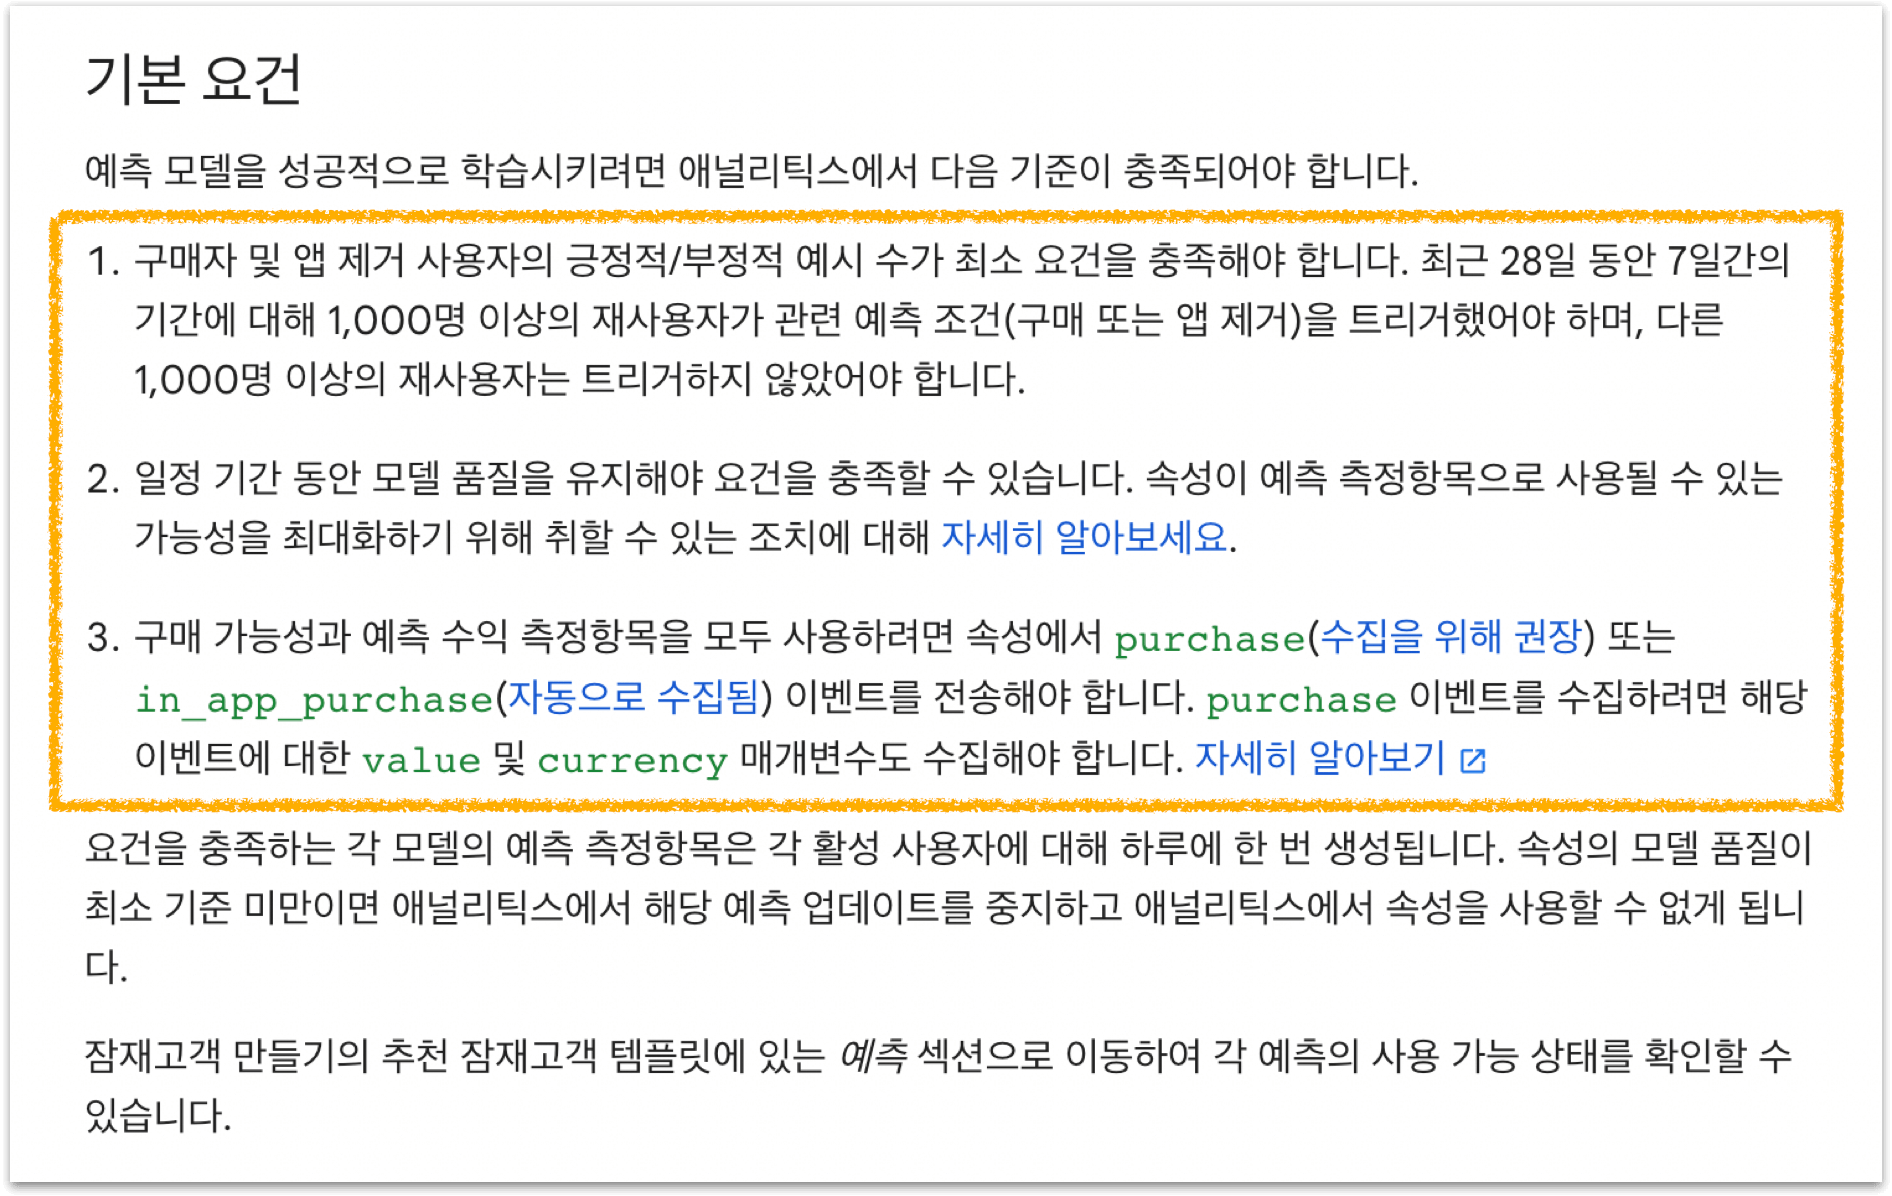 기본 요건
예측 모델을 성공적으로 학습시키려면 애널리틱스에서 다음 기준이 충족되어야 합니다.
1. 구매자 및 앱 제거 사용자의 긍정적/부정적 예시 수가 최소 요건을 충족해야 합니다. 최근 28일 동안 7일간의
기간에 대해 1,000명 이상의 재사용자가 관련 예측 조건(구매 또는 앱 제거)을 트리거했어야 하며, 다른
1,000명 이상의 재사용자는 트리거하지 않았어야 합니다.
2. 일정 기간 동안 모델 품질을 유지해야 요건을 충족할 수 있습니다. 속성이 예측 측정항목으로 사용될 수 있는
가능성을 최대화하기 위해 취할 수 있는 조치에 대해 자세히 알아보세요.
3. 구매 가능성과 예측 수익 측정항목을 모두 사용하려면 속성에서 purchase(수집을 위해 권장) 또는
in_app_purchase(자동으로 수집됨) 이벤트를 전송해야 합니다. purchase 이벤트를 수집하려면 해당
이벤트에 대한 value 및 currency 매개변수도 수집해야 합니다. 자세히 알아보기
요건을 충족하는 각 모델의 예측 측정항목은 각 활성 사용자에 대해 하루에 한 번 생성됩니다. 속성의 모델 품질이
최소 기준 미만이면 애널리틱스에서 해당 예측 업데이트를 중지하고 애널리틱스에서 속성을 사용할 수 없게 됩니
다.
잠재고객 만들기의 추천 잠재고객 템플릿에 있는 예측 섹션으로 이동하여 각 예측의 사용 가능 상태를 확인할 수
있습니다.